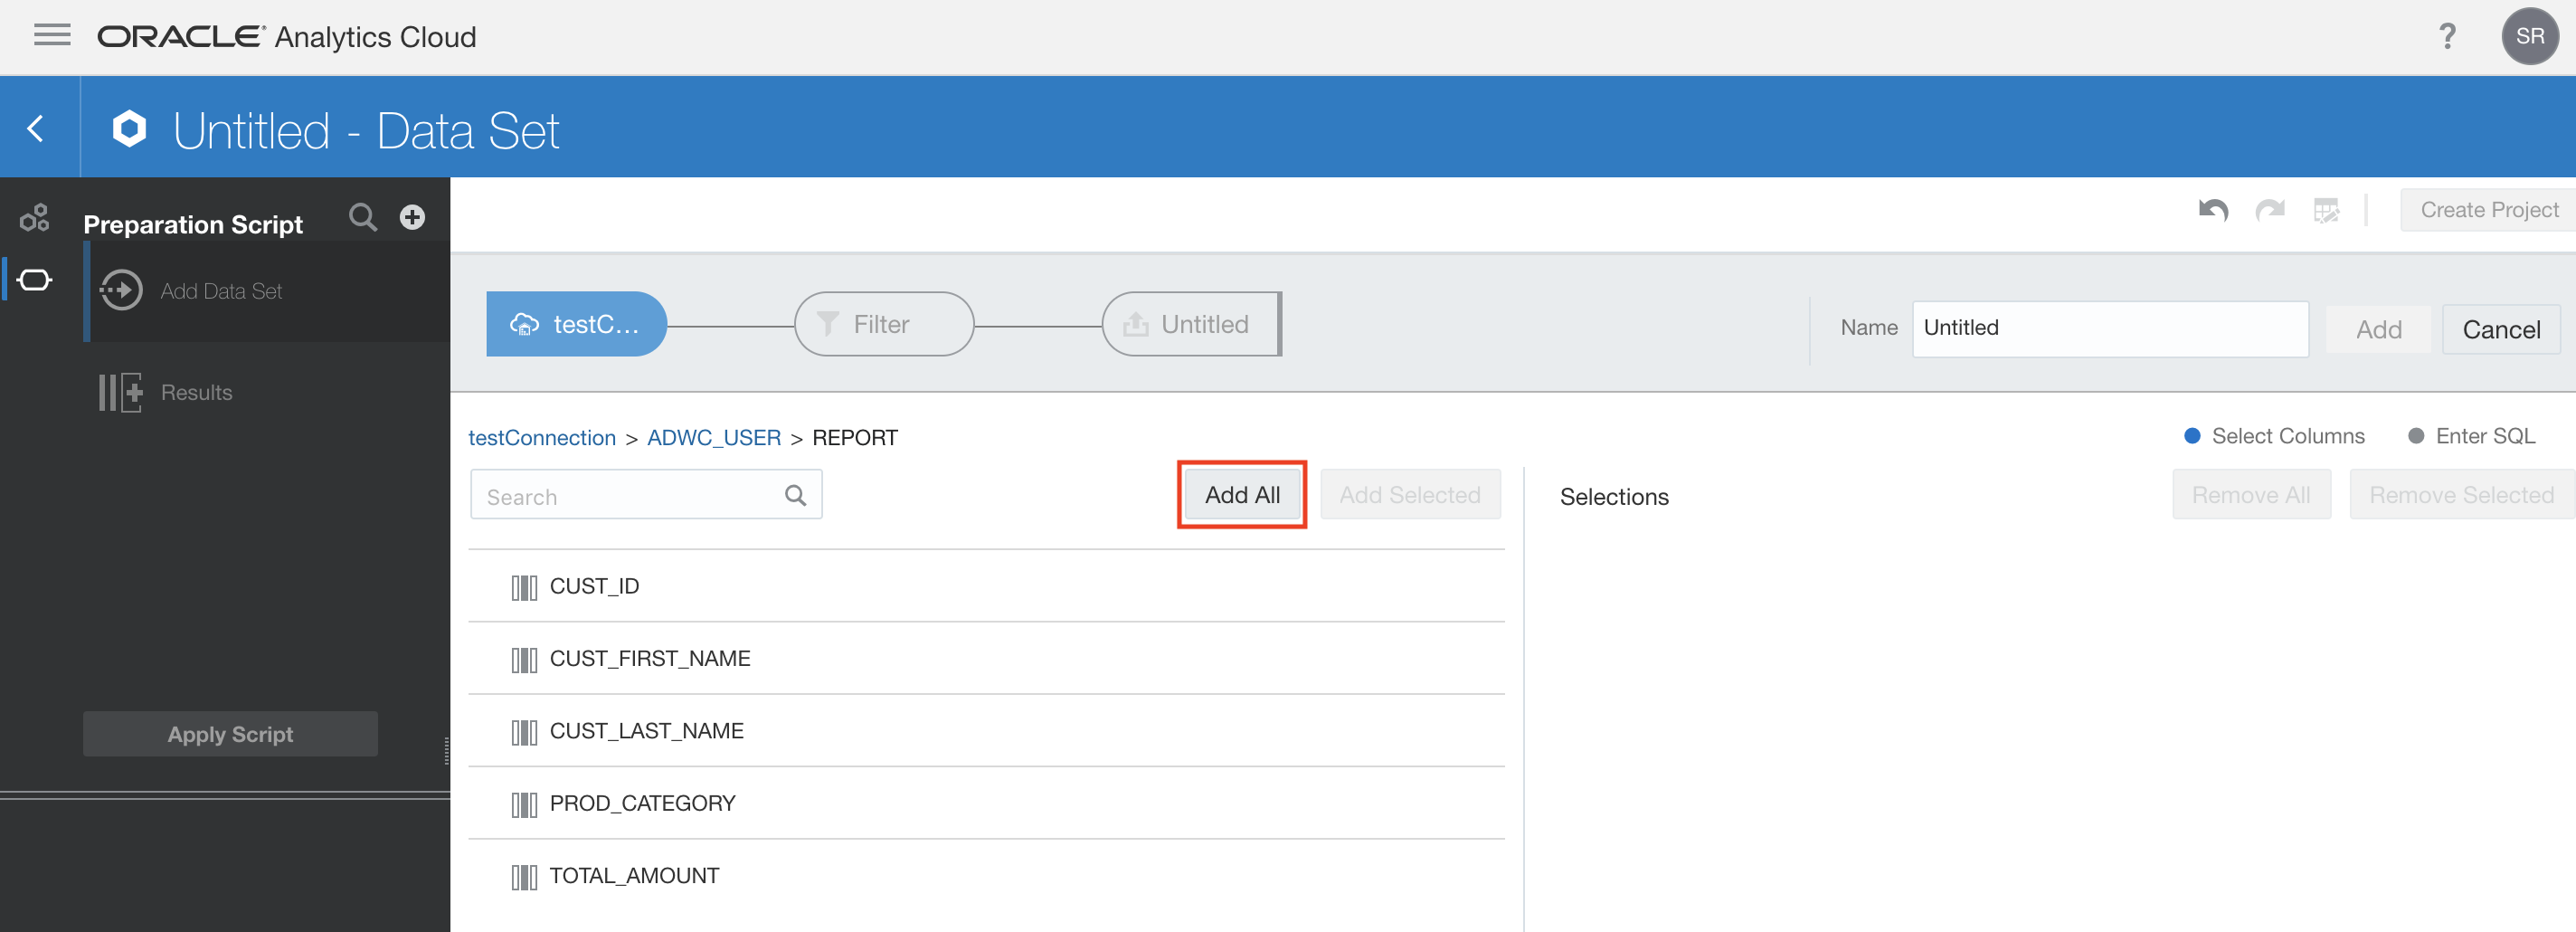 ORACLE Analytics Cloud
?
SR
Untitled - Data Set
Preparation Script
Add Data Set
Results
Apply Script
Create Project
testC...
Filter
Untitled
Name
Untitled
Add
Cancel
testConnection > ADWC_USER > REPORT
Select Columns
Enter SQL
Search
Add All
Add Selected
Selections
Remove All
Remove Selected
CUST_ID
CUST_FIRST_NAME
CUST_LAST_NAME
PROD_CATEGORY
TOTAL_AMOUNT